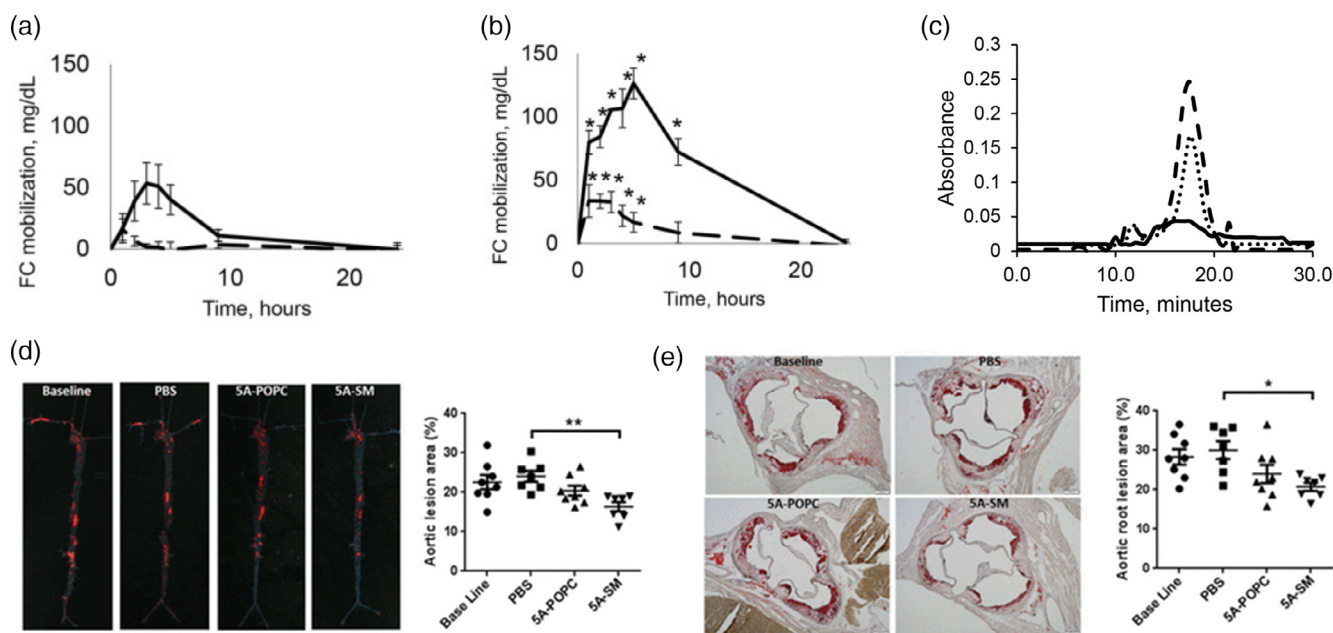 (a)
FC mobilization, mg/dL
150
100
50
0
0 10 20
Time, hours
(b)
FC mobilization, mg/dL
150
100
50
0
* * * * * *
* * * * *
0 10 20
Time, hours
(c)
Absorbance
0.3
0.25
0.2
0.15
0.1
0.05
0
0.0 10.0 20.0 30.0
Time, minutes
(d)
Baseline PBS 5A-POPC 5A-SM
Aortic lesion area (%)
40
30
20
10
0
**
Base Line PBS 5A-POPC 5A-SM
(e)
Baseline PBS
5A-POPC 5A-SM
Aortic root lesion area (%)
40
30
20
10
0
*
Base Line PBS 5A-POPC 5A-SM